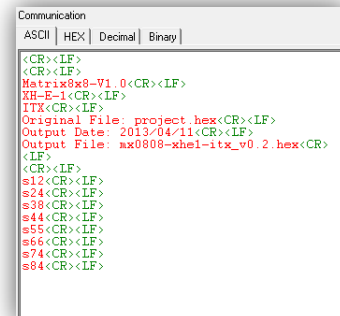 Communication
ASCII HEX Decimal Binary
<CR><LF>
<CR><LF>
Matrix8x8-V1.0<CR><LF>
XH-E-1<CR><LF>
ITX<CR><LF>
Original File: project.hex<CR><LF>
Output Date: 2013/04/11<CR><LF>
Output File: mx0808-xhe1-itx_v0.2.hex<CR>
<LF>
<CR><LF>
s12<CR><LF>
s24<CR><LF>
s38<CR><LF>
s44<CR><LF>
s55<CR><LF>
s66<CR><LF>
s74<CR><LF>
s84<CR><LF>